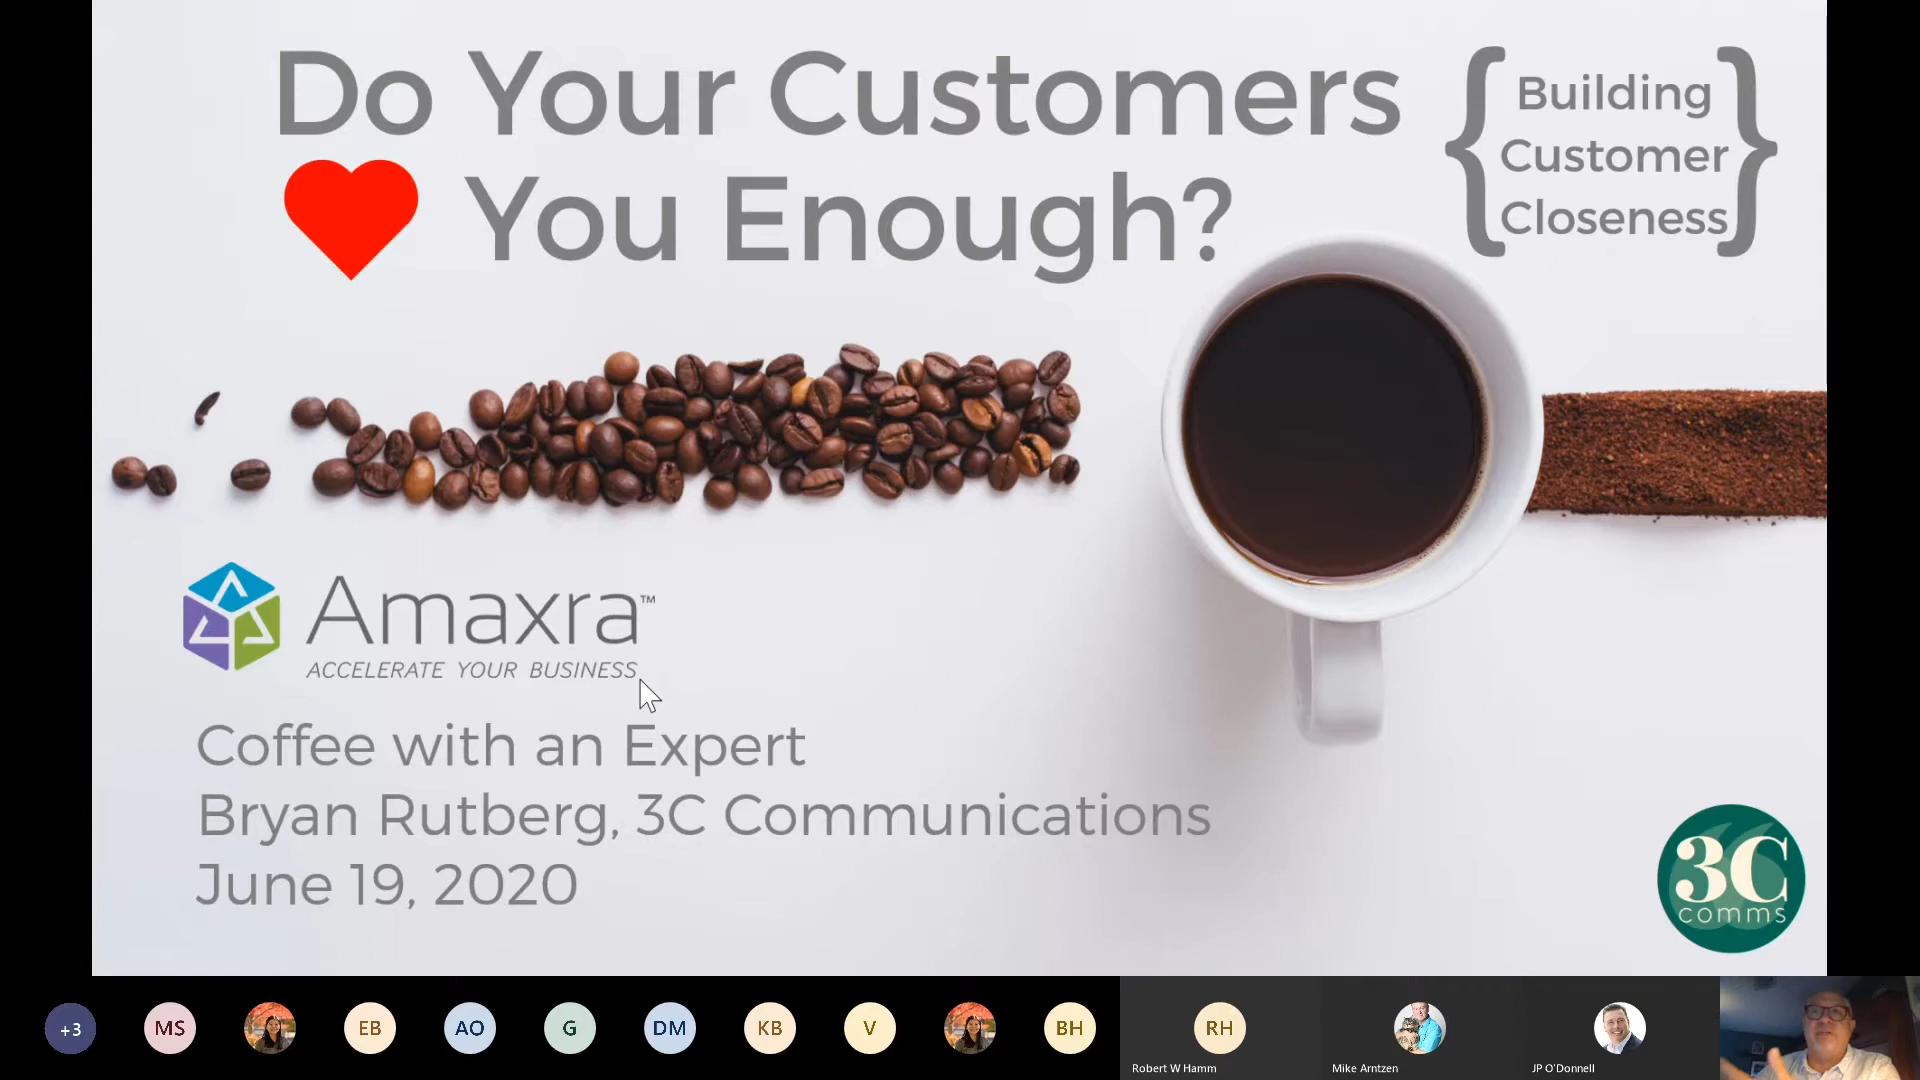 Do Your Customers
You Enough?
Building
Customer
Closeness
Amaxra™
ACCELERATE YOUR BUSINESS
Coffee with an Expert
Bryan Rutberg, 3C Communications
June 19, 2020
3C
comms
+3
MS
EB
AO
G
DM
KB
V
BH
RH
Robert W Hamm
Mike Arntzen
JP O'Donnell